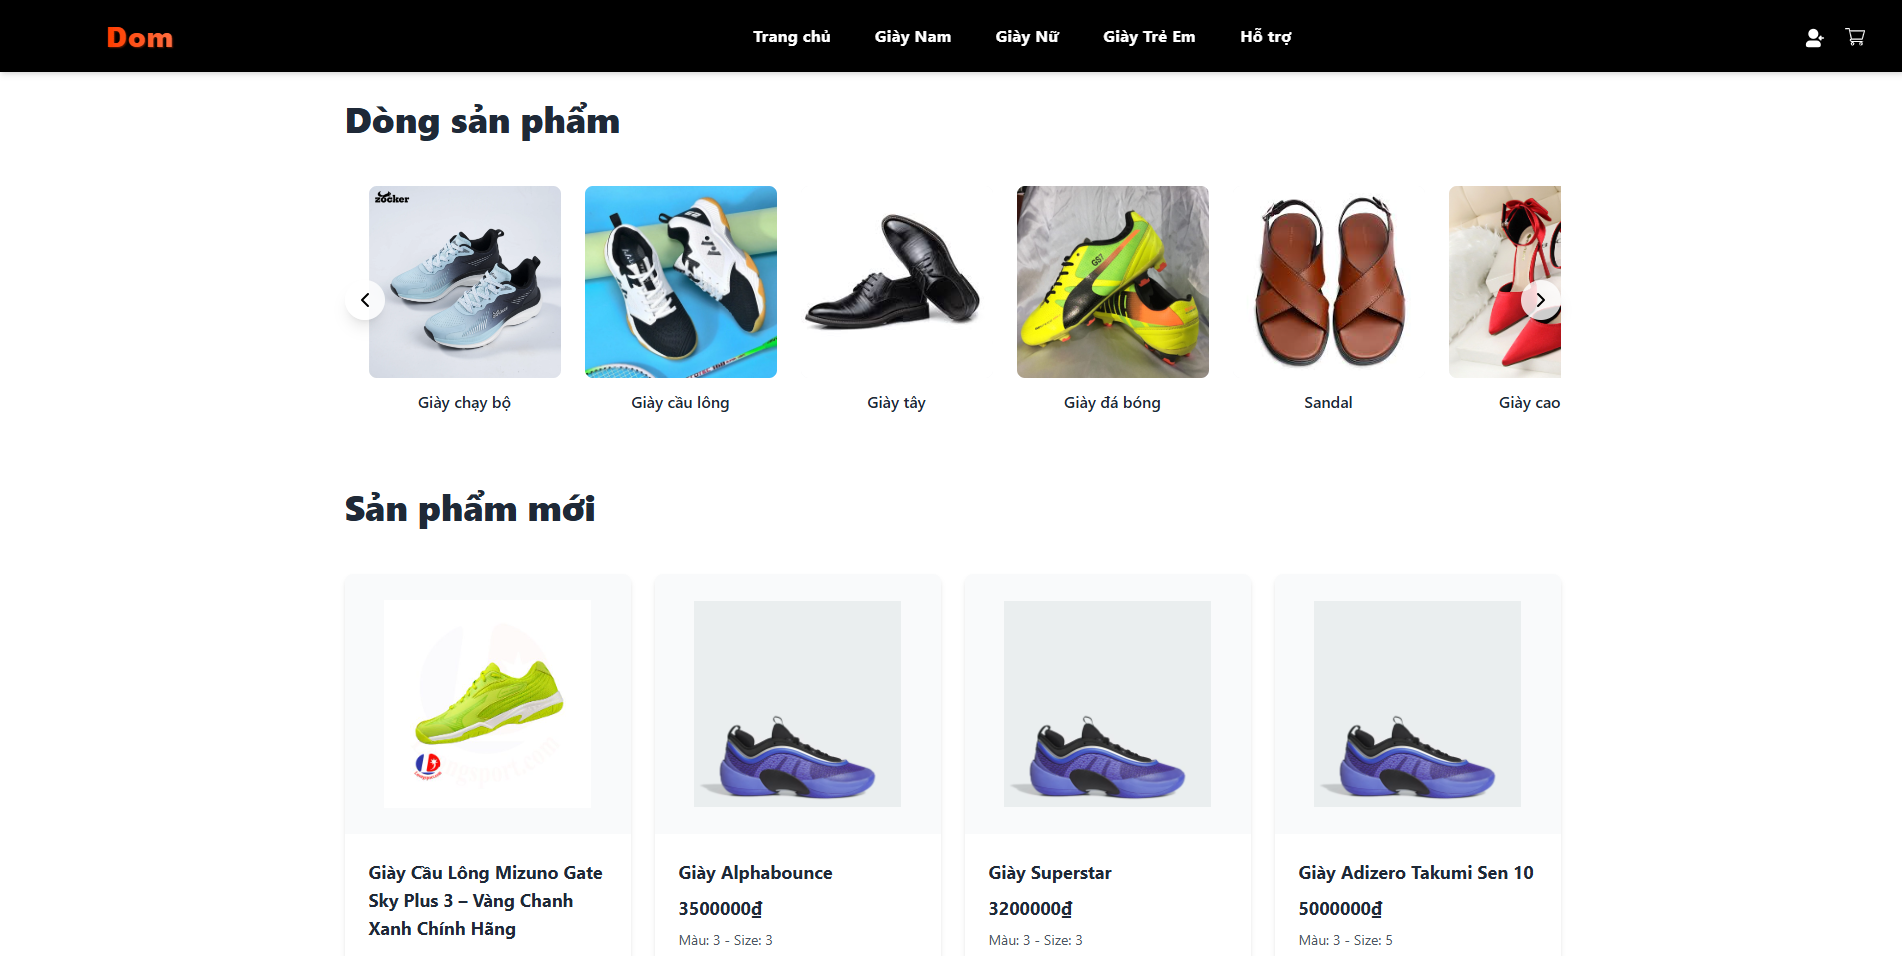 Dom
Trang chủ
Giày Nam
Giày Nữ
Giày Trẻ Em
Hỗ trợ
Dòng sản phẩm
zocker
Giày chạy bộ
Giày cầu lông
Giày tây
GS7
Giày đá bóng
Sandal
Giày cao
Sản phẩm mới
Giày Cầu Lông Mizuno Gate
Sky Plus 3 – Vàng Chanh
Xanh Chính Hãng
Giày Alphabounce
3500000₫
Màu: 3 - Size: 3
Giày Superstar
3200000₫
Màu: 3 - Size: 3
Giày Adizero Takumi Sen 10
5000000₫
Màu: 3 - Size: 5